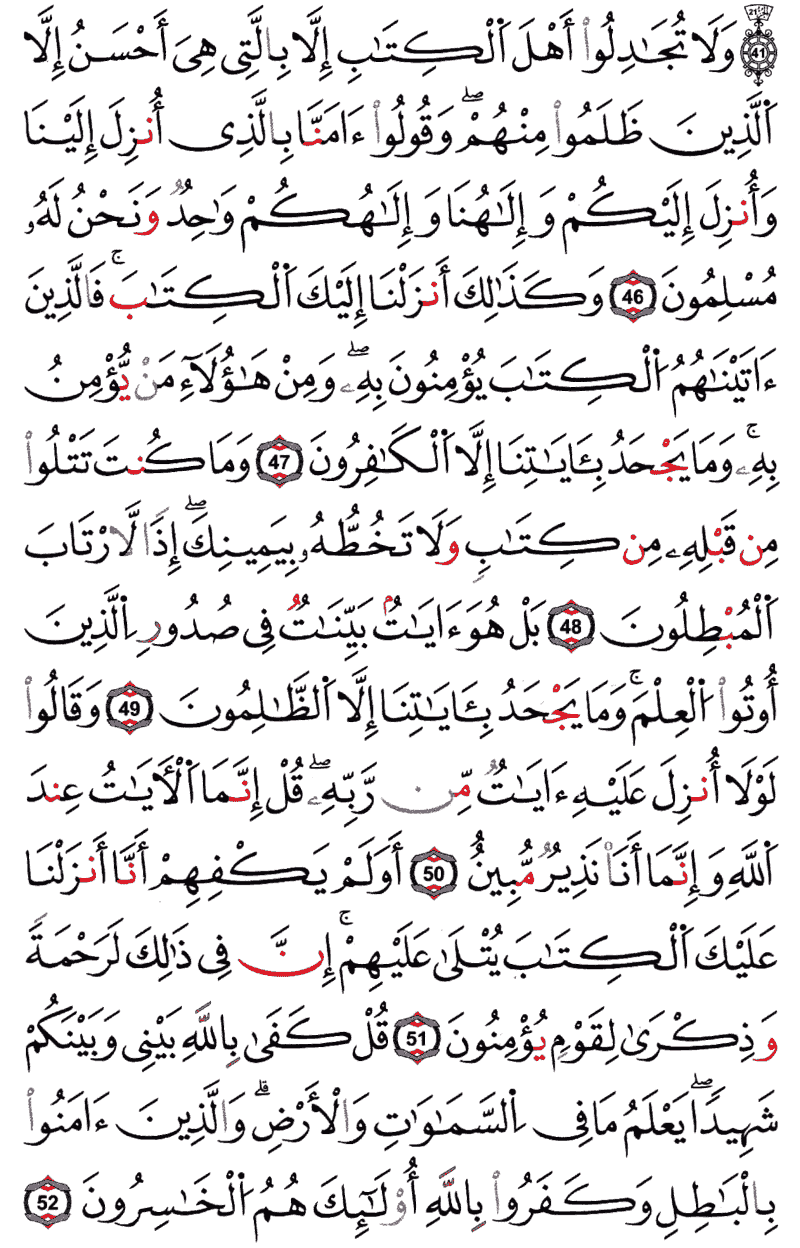 وَلَا تُجَـٰدِلُوا۟ أَهْلَ ٱلْكِتَـٰبِ إِلَّا بِٱلَّتِى هِىَ أَحْسَنُ إِلَّا
ٱلَّذِينَ ظَلَمُوا۟ مِنْهُمْ ۖ وَقُولُوا۟ ءَامَنَّا بِٱلَّذِى أُنزِلَ إِلَيْنَا
وَأُنزِلَ إِلَيْكُمْ وَإِلَـٰهُنَا وَإِلَـٰهُكُمْ وَٰحِدٌ وَنَحْنُ لَهُۥ
مُسْلِمُونَ 46 وَكَذَٰلِكَ أَنزَلْنَا إِلَيْكَ ٱلْكِتَـٰبَ ۚ فَٱلَّذِينَ
ءَاتَيْنَـٰهُمُ ٱلْكِتَـٰبَ يُؤْمِنُونَ بِهِۦ ۖ وَمِنْ هَـٰؤُلَآءِ مَنْ يُّؤْمِنُ
بِهِۦ ۚ وَمَا يَجْحَدُ بِـَٔايَـٰتِنَا إِلَّا ٱلْكَـٰفِرُونَ 47 وَمَا كُنتَ تَتْلُوا۟
مِن قَبْلِهِۦ مِن كِتَـٰبٍ وَلَا تَخُطُّهُۥ بِيَمِينِكَ ۖ إِذًا لَّٱرْتَابَ
ٱلْمُبْطِلُونَ 48 بَلْ هُوَ ءَايَـٰتٌۢ بَيِّنَـٰتٌ فِى صُدُورِ ٱلَّذِينَ
أُوتُوا۟ ٱلْعِلْمَ ۚ وَمَا يَجْحَدُ بِـَٔايَـٰتِنَا إِلَّا ٱلظَّـٰلِمُونَ 49 وَقَالُوا۟
لَوْلَا أُنزِلَ عَلَيْهِ ءَايَـٰتٌ مِّن رَّبِّهِۦ ۖ قُلْ إِنَّمَا ٱلْـَٔايَـٰتُ عِندَ
ٱللَّهِ وَإِنَّمَا أَنَا۠ نَذِيرٌ مُّبِينٌ 50 أَوَلَمْ يَكْفِهِمْ أَنَّا أَنزَلْنَا
عَلَيْكَ ٱلْكِتَـٰبَ يُتْلَىٰ عَلَيْهِمْ ۚ إِنَّ فِى ذَٰلِكَ لَرَحْمَةً
وَذِكْرَىٰ لِقَوْمٍ يُؤْمِنُونَ 51 قُلْ كَفَىٰ بِٱللَّهِ بَيْنِى وَبَيْنَكُمْ
شَهِيدًا ۖ يَعْلَمُ مَا فِى ٱلسَّمَـٰوَٰتِ وَٱلْأَرْضِ ۗ وَٱلَّذِينَ ءَامَنُوا۟
بِٱلْبَـٰطِلِ وَكَفَرُوا۟ بِٱللَّهِ أُو۟لَـٰٓئِكَ هُمُ ٱلْخَـٰسِرُونَ 52